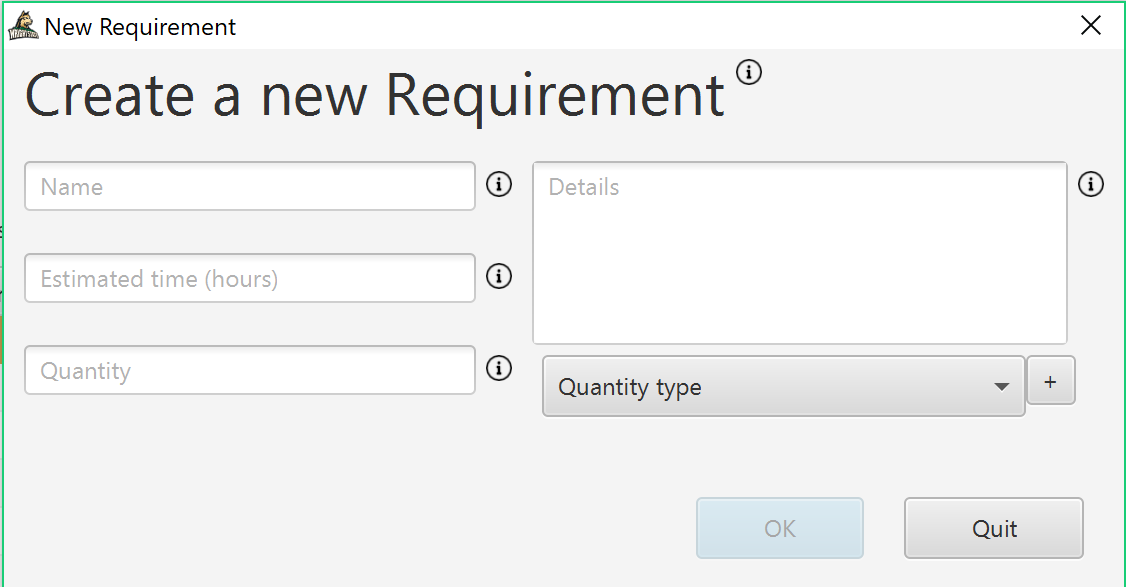 New Requirement
Create a new Requirement
Name
Details
Estimated time (hours)
Quantity
Quantity type
+
OK
Quit